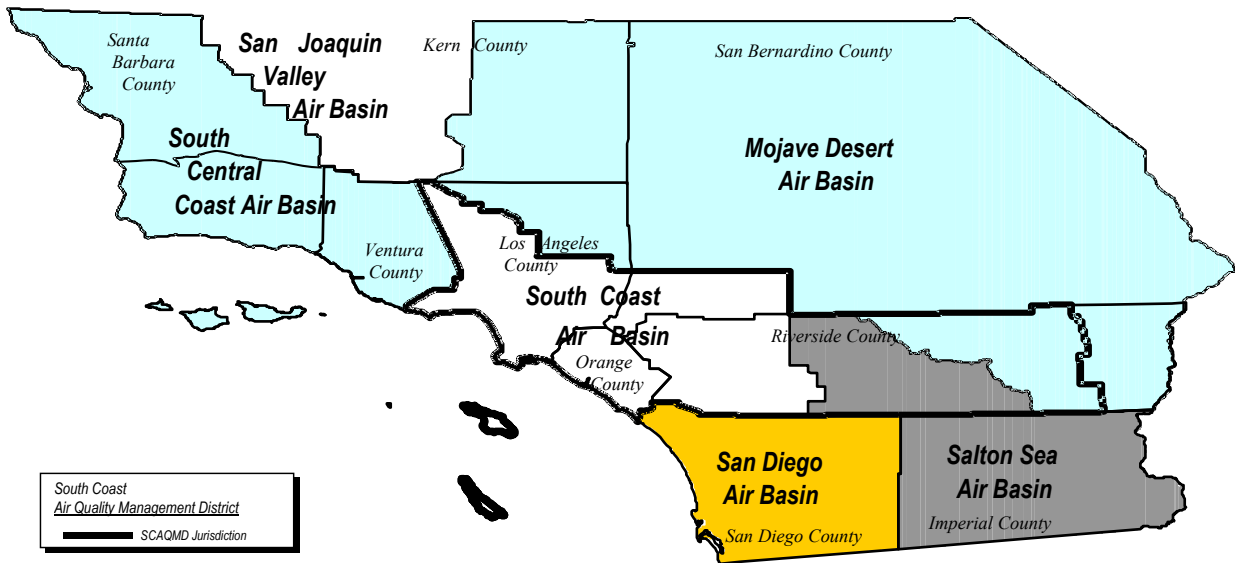 Santa
Barbara
County
San Joaquin
Valley
Air Basin
Kern County
San Bernardino County
South
Central
Coast Air Basin
Mojave Desert
Air Basin
Ventura
County
Los Angeles
County
South Coast
Air Basin
Orange
County
Riverside County
San Diego
Air Basin
San Diego County
Salton Sea
Air Basin
Imperial County
South Coast
Air Quality Management District
SCAQMD Jurisdiction